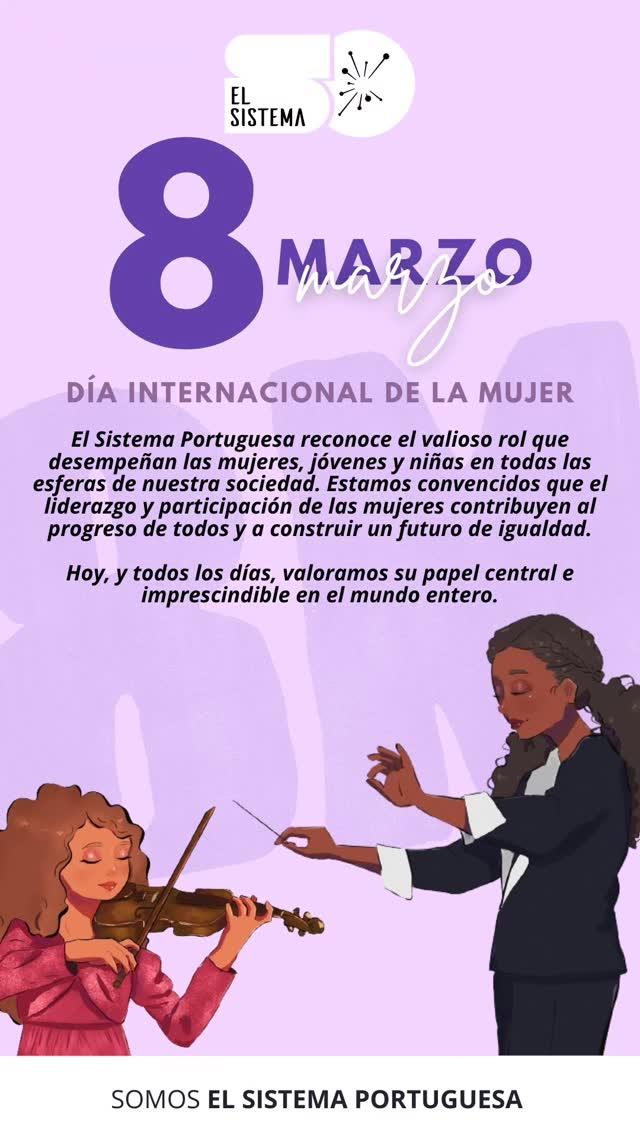 EL
SISTEMA
8
MARZO
marzo
DÍA INTERNACIONAL DE LA MUJER
El Sistema Portuguesa reconoce el valioso rol que
desempeñan las mujeres, jóvenes y niñas en todas las
esferas de nuestra sociedad. Estamos convencidos que el
liderazgo y participación de las mujeres contribuyen al
progreso de todos y a construir un futuro de igualdad.
Hoy, y todos los días, valoramos su papel central e
imprescindible en el mundo entero.
SOMOS EL SISTEMA PORTUGUESA